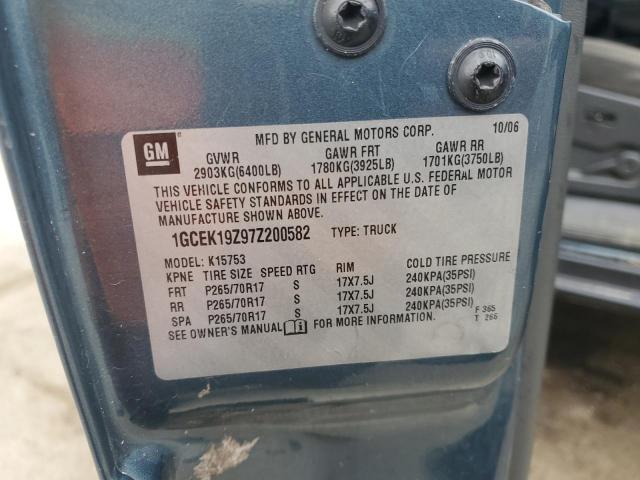 GM
MFD BY GENERAL MOTORS CORP. 10/06
GVWR GAWR FRT GAWR RR
2903KG(6400LB) 1780KG(3925LB) 1701KG(3750LB)
THIS VEHICLE CONFORMS TO ALL APPLICABLE U.S. FEDERAL MOTOR
VEHICLE SAFETY STANDARDS IN EFFECT ON THE DATE OF
MANUFACTURE SHOWN ABOVE.
1GCEK19Z97Z200582 TYPE: TRUCK
MODEL: K15753
KPNE TIRE SIZE SPEED RTG RIM COLD TIRE PRESSURE
FRT P265/70R17 S 17X7.5J 240KPA(35PSI)
RR P265/70R17 S 17X7.5J 240KPA(35PSI)
SPA P265/70R17 S 17X7.5J 240KPA(35PSI)
SEE OWNER'S MANUAL FOR MORE INFORMATION. F 365
T 266